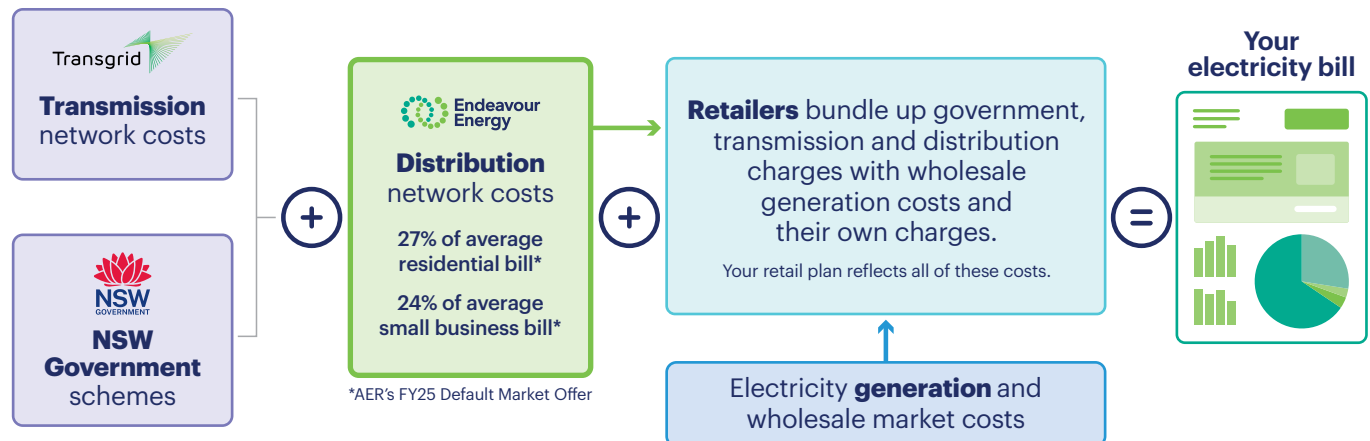 Transgrid
Transmission
network costs
NSW
GOVERNMENT
NSW
Government
schemes
+
Endeavour
Energy
Distribution
network costs
27% of average
residential bill*
24% of average
small business bill*
*AER's FY25 Default Market Offer
+
Retailers bundle up government,
transmission and distribution
charges with wholesale
generation costs and
their own charges.
Your retail plan reflects all of these costs.
Electricity generation and
wholesale market costs
=
Your
electricity bill